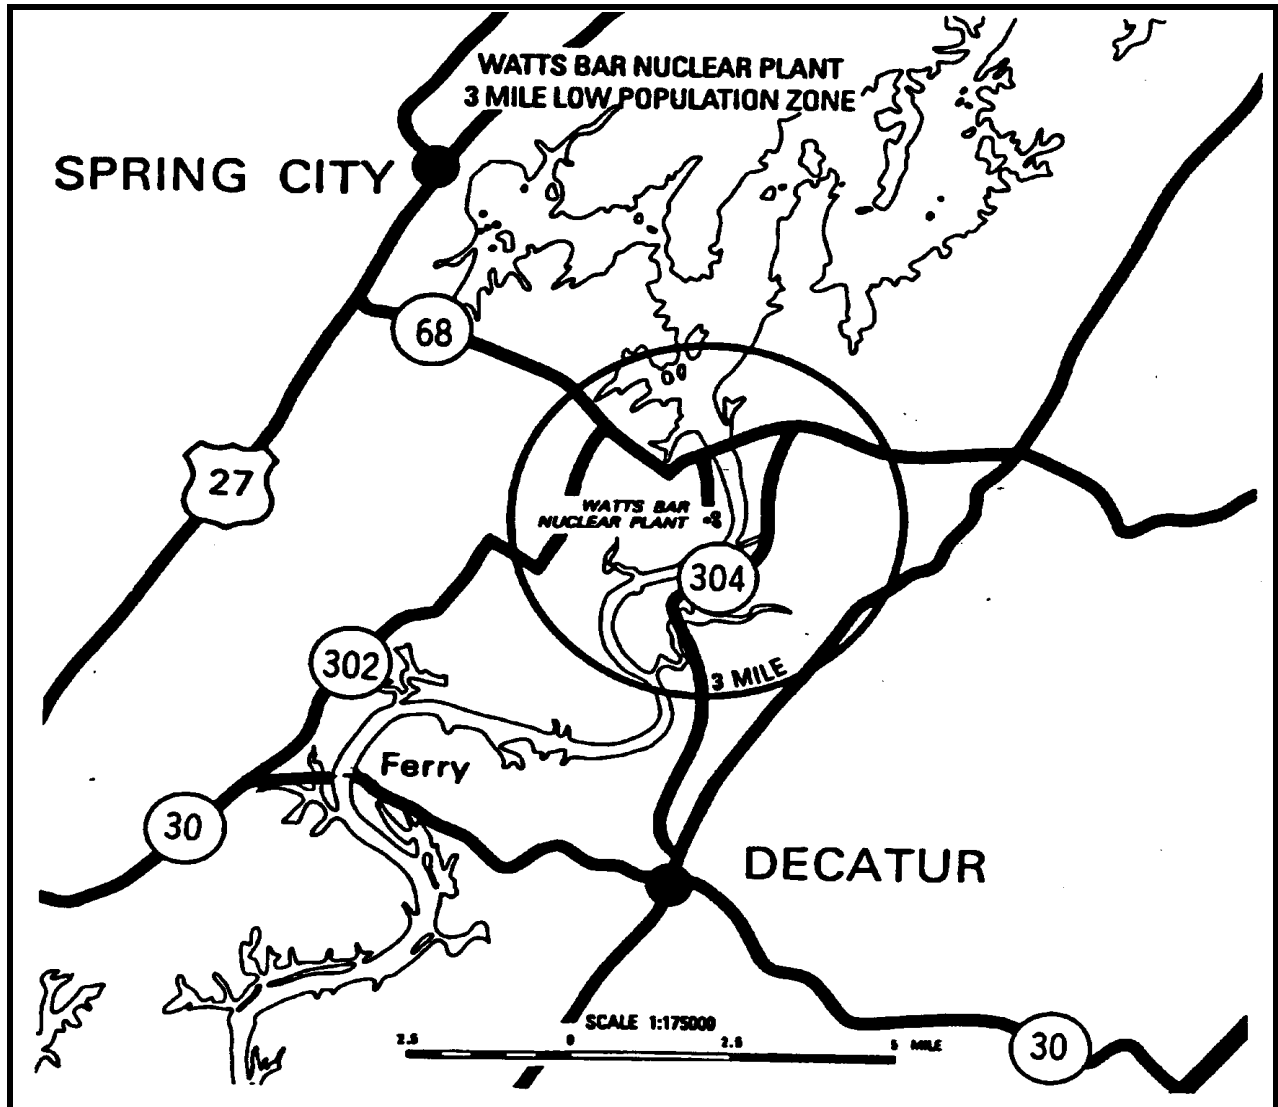 WATTS BAR NUCLEAR PLANT
3 MILE LOW POPULATION ZONE
SPRING CITY
68
27
WATTS BAR
NUCLEAR PLANT
304
302
3 MILE
Ferry
30
DECATUR
SCALE 1:175000
2.5 0 2.5 5 MILE
30